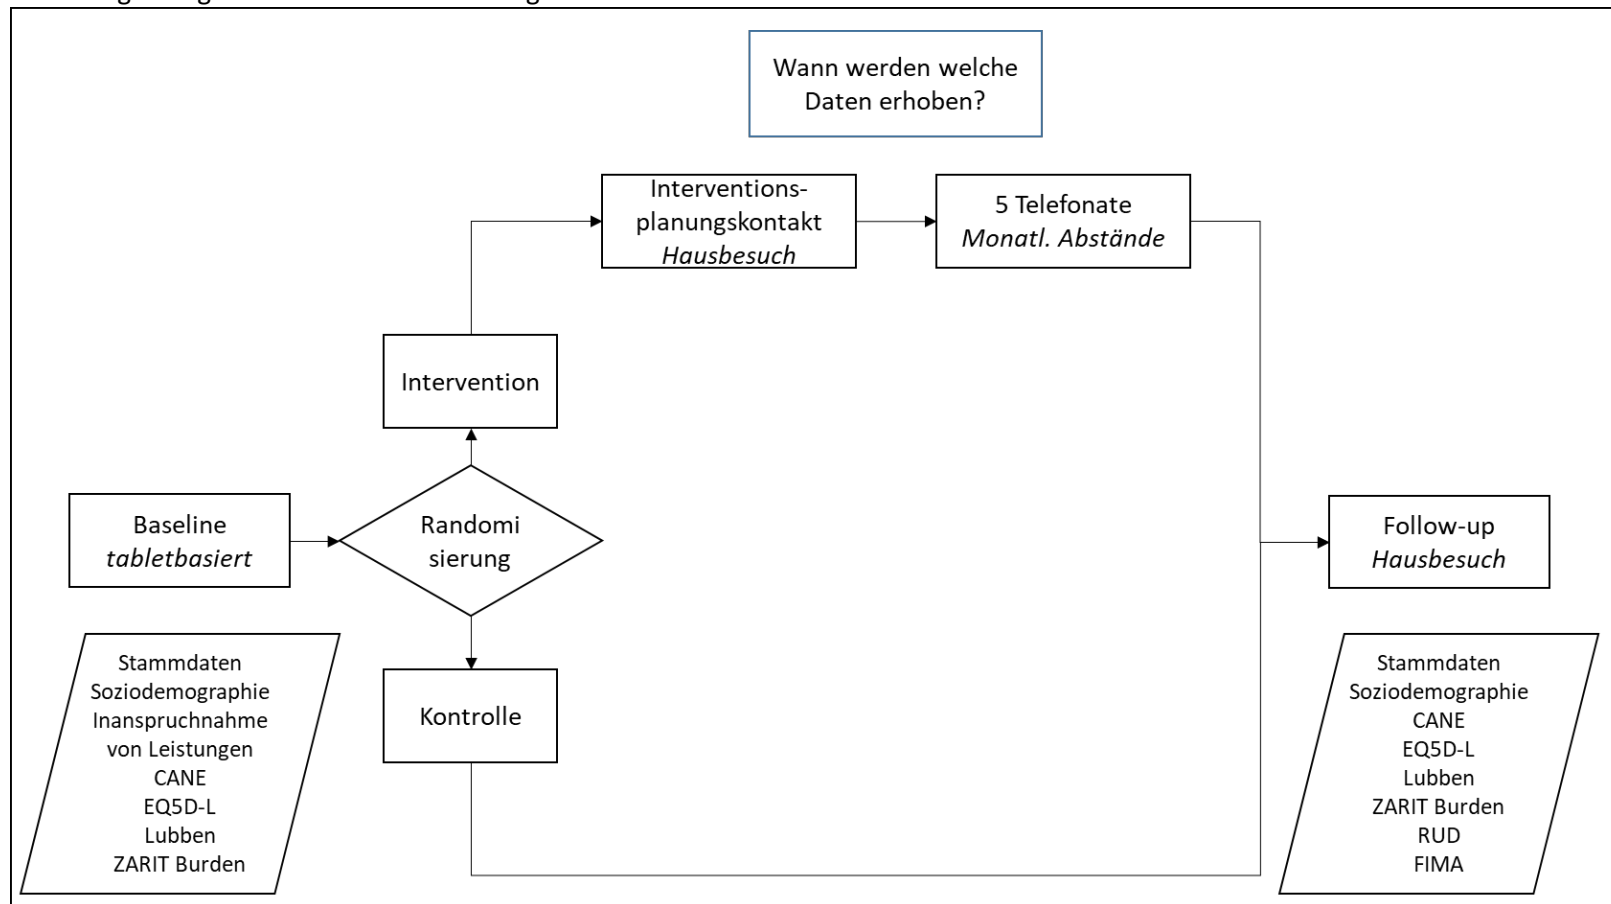 Wann werden welche
Daten erhoben?
Interventions-
planungskontakt
Hausbesuch
5 Telefonate
Monatl. Abstände
Intervention
Baseline
tabletbasiert
Randomi
sierung
Follow-up
Hausbesuch
Kontrolle
Stammdaten
Soziodemographie
Inanspruchnahme
von Leistungen
CANE
EQ5D-L
Lubben
ZARIT Burden
Stammdaten
Soziodemographie
CANE
EQ5D-L
Lubben
ZARIT Burden
RUD
FIMA